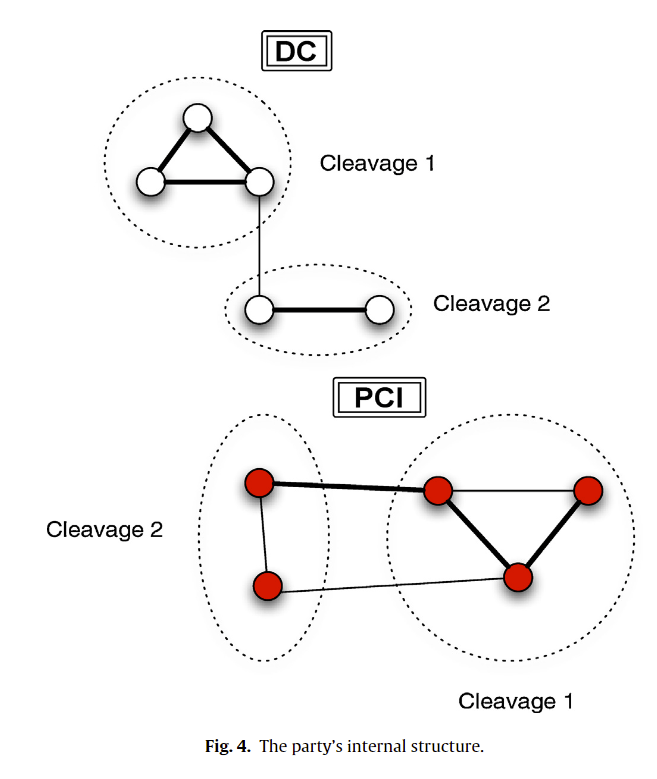 DC
Cleavage 1
Cleavage 2
PCI
Cleavage 2
Cleavage 1
Fig. 4. The party's internal structure.